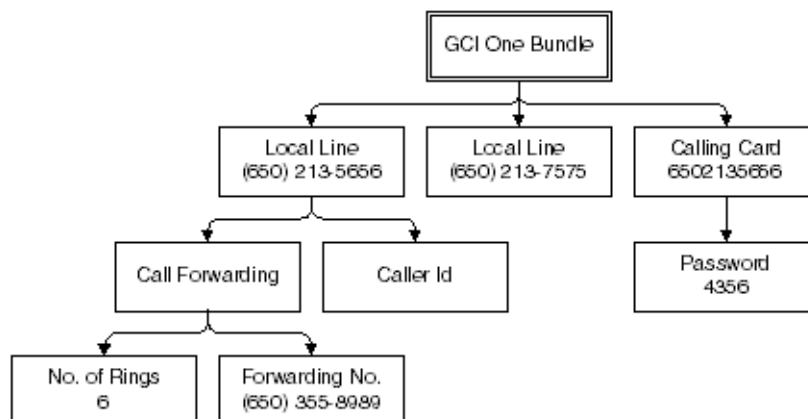 GCI One Bundle
Local Line
(650) 213-5656
Local Line
(650) 213-7575
Calling Card
6502135656
Call Forwarding
Caller Id
Password
4356
No. of Rings
6
Forwarding No.
(650) 355-8989